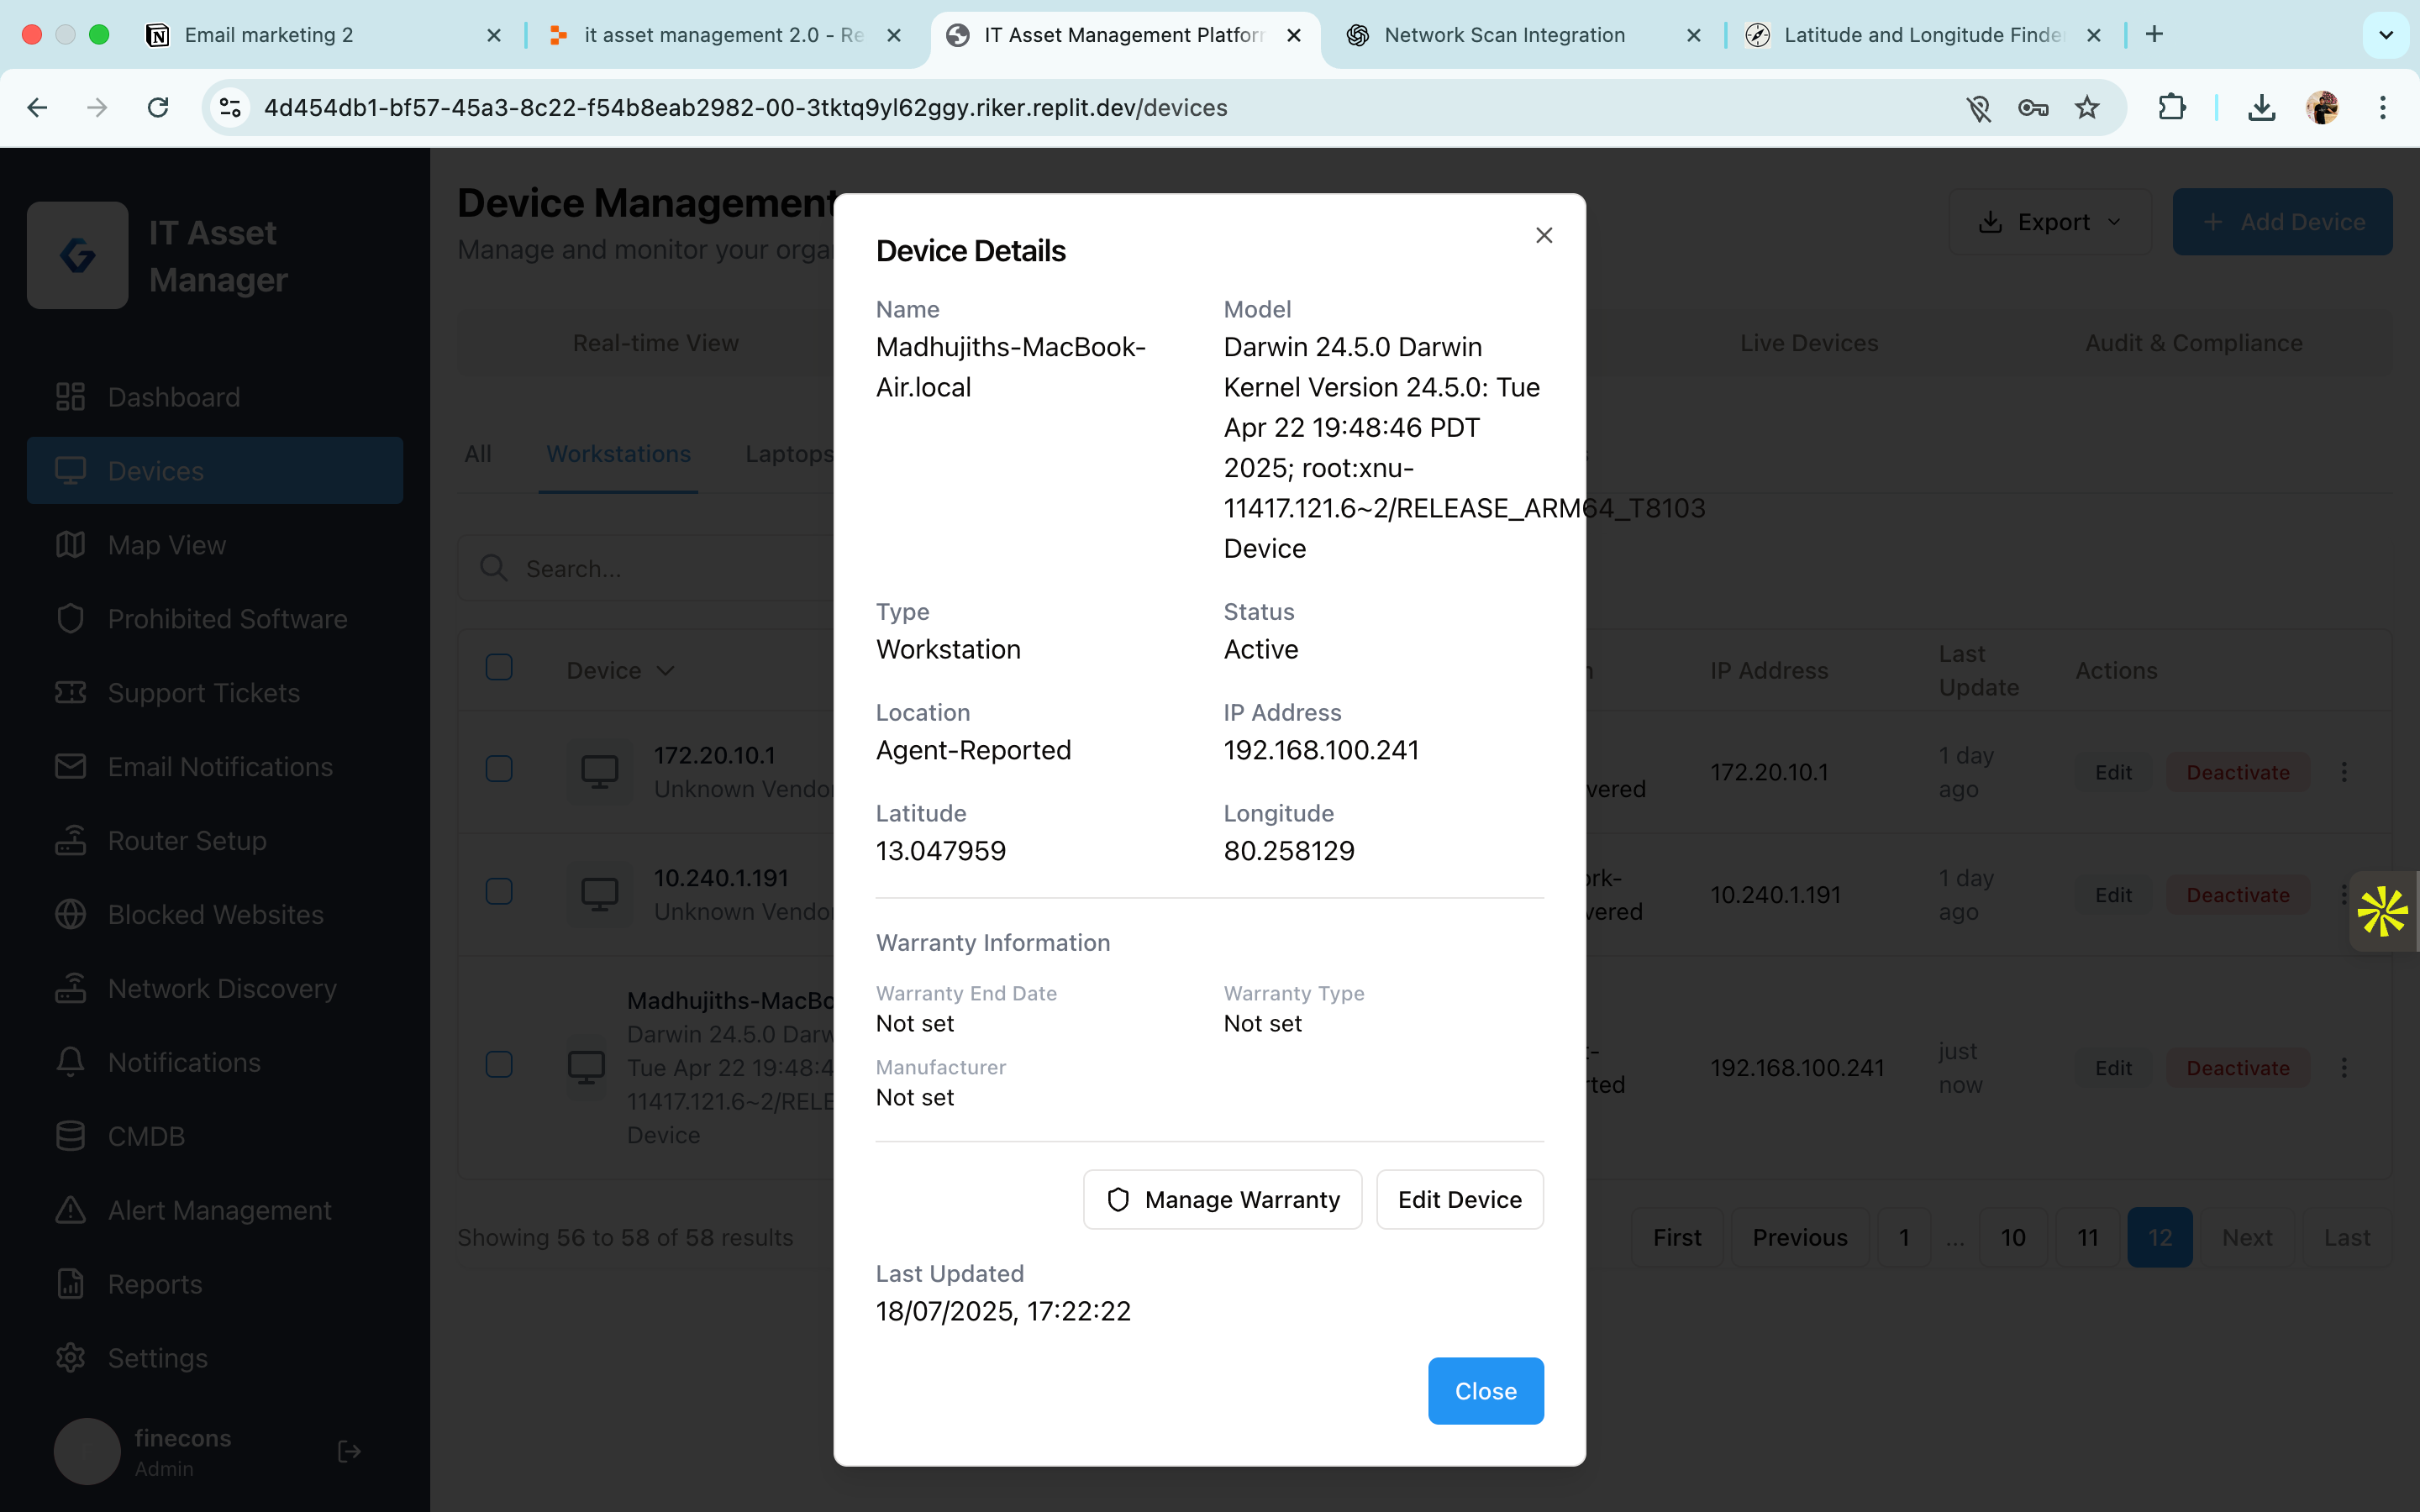 Email marketing 2
it asset management 2.0 - Re
IT Asset Management Platfor
Network Scan Integration
Latitude and Longitude Finde
4d454db1-bf57-45a3-8c22-f54b8eab2982-00-3tktq9yl62ggy.riker.replit.dev/devices
IT Asset
Manager
Dashboard
Devices
Map View
Prohibited Software
Support Tickets
Email Notifications
Router Setup
Blocked Websites
Network Discovery
Notifications
CMDB
Alert Management
Reports
Settings
finecons
Admin
Device Management
Manage and monitor your orga
Export
Add Device
Real-time View
Live Devices
Audit & Compliance
All
Workstations
Laptops
Search...
Device
IP Address
Last
Update
Actions
172.20.10.1
Unknown Vendo
vered
172.20.10.1
1 day
ago
Edit
Deactivate
10.240.1.191
Unknown Vendo
ork-
vered
10.240.1.191
1 day
ago
Edit
Deactivate
Madhujiths-MacBo
Darwin 24.5.0 Darw
Tue Apr 22 19:48:4
11417.121.6~2/RELE
Device
rted
192.168.100.241
just
now
Edit
Deactivate
Showing 56 to 58 of 58 results
First
Previous
1
...
10
11
12
Next
Last
Device Details
Name
Madhujiths-MacBook-
Air.local
Model
Darwin 24.5.0 Darwin
Kernel Version 24.5.0: Tue
Apr 22 19:48:46 PDT
2025; root:xnu-
11417.121.6~2/RELEASE_ARM64_T8103
Device
Type
Workstation
Status
Active
Location
Agent-Reported
IP Address
192.168.100.241
Latitude
13.047959
Longitude
80.258129
Warranty Information
Warranty End Date
Not set
Warranty Type
Not set
Manufacturer
Not set
Manage Warranty
Edit Device
Last Updated
18/07/2025, 17:22:22
Close